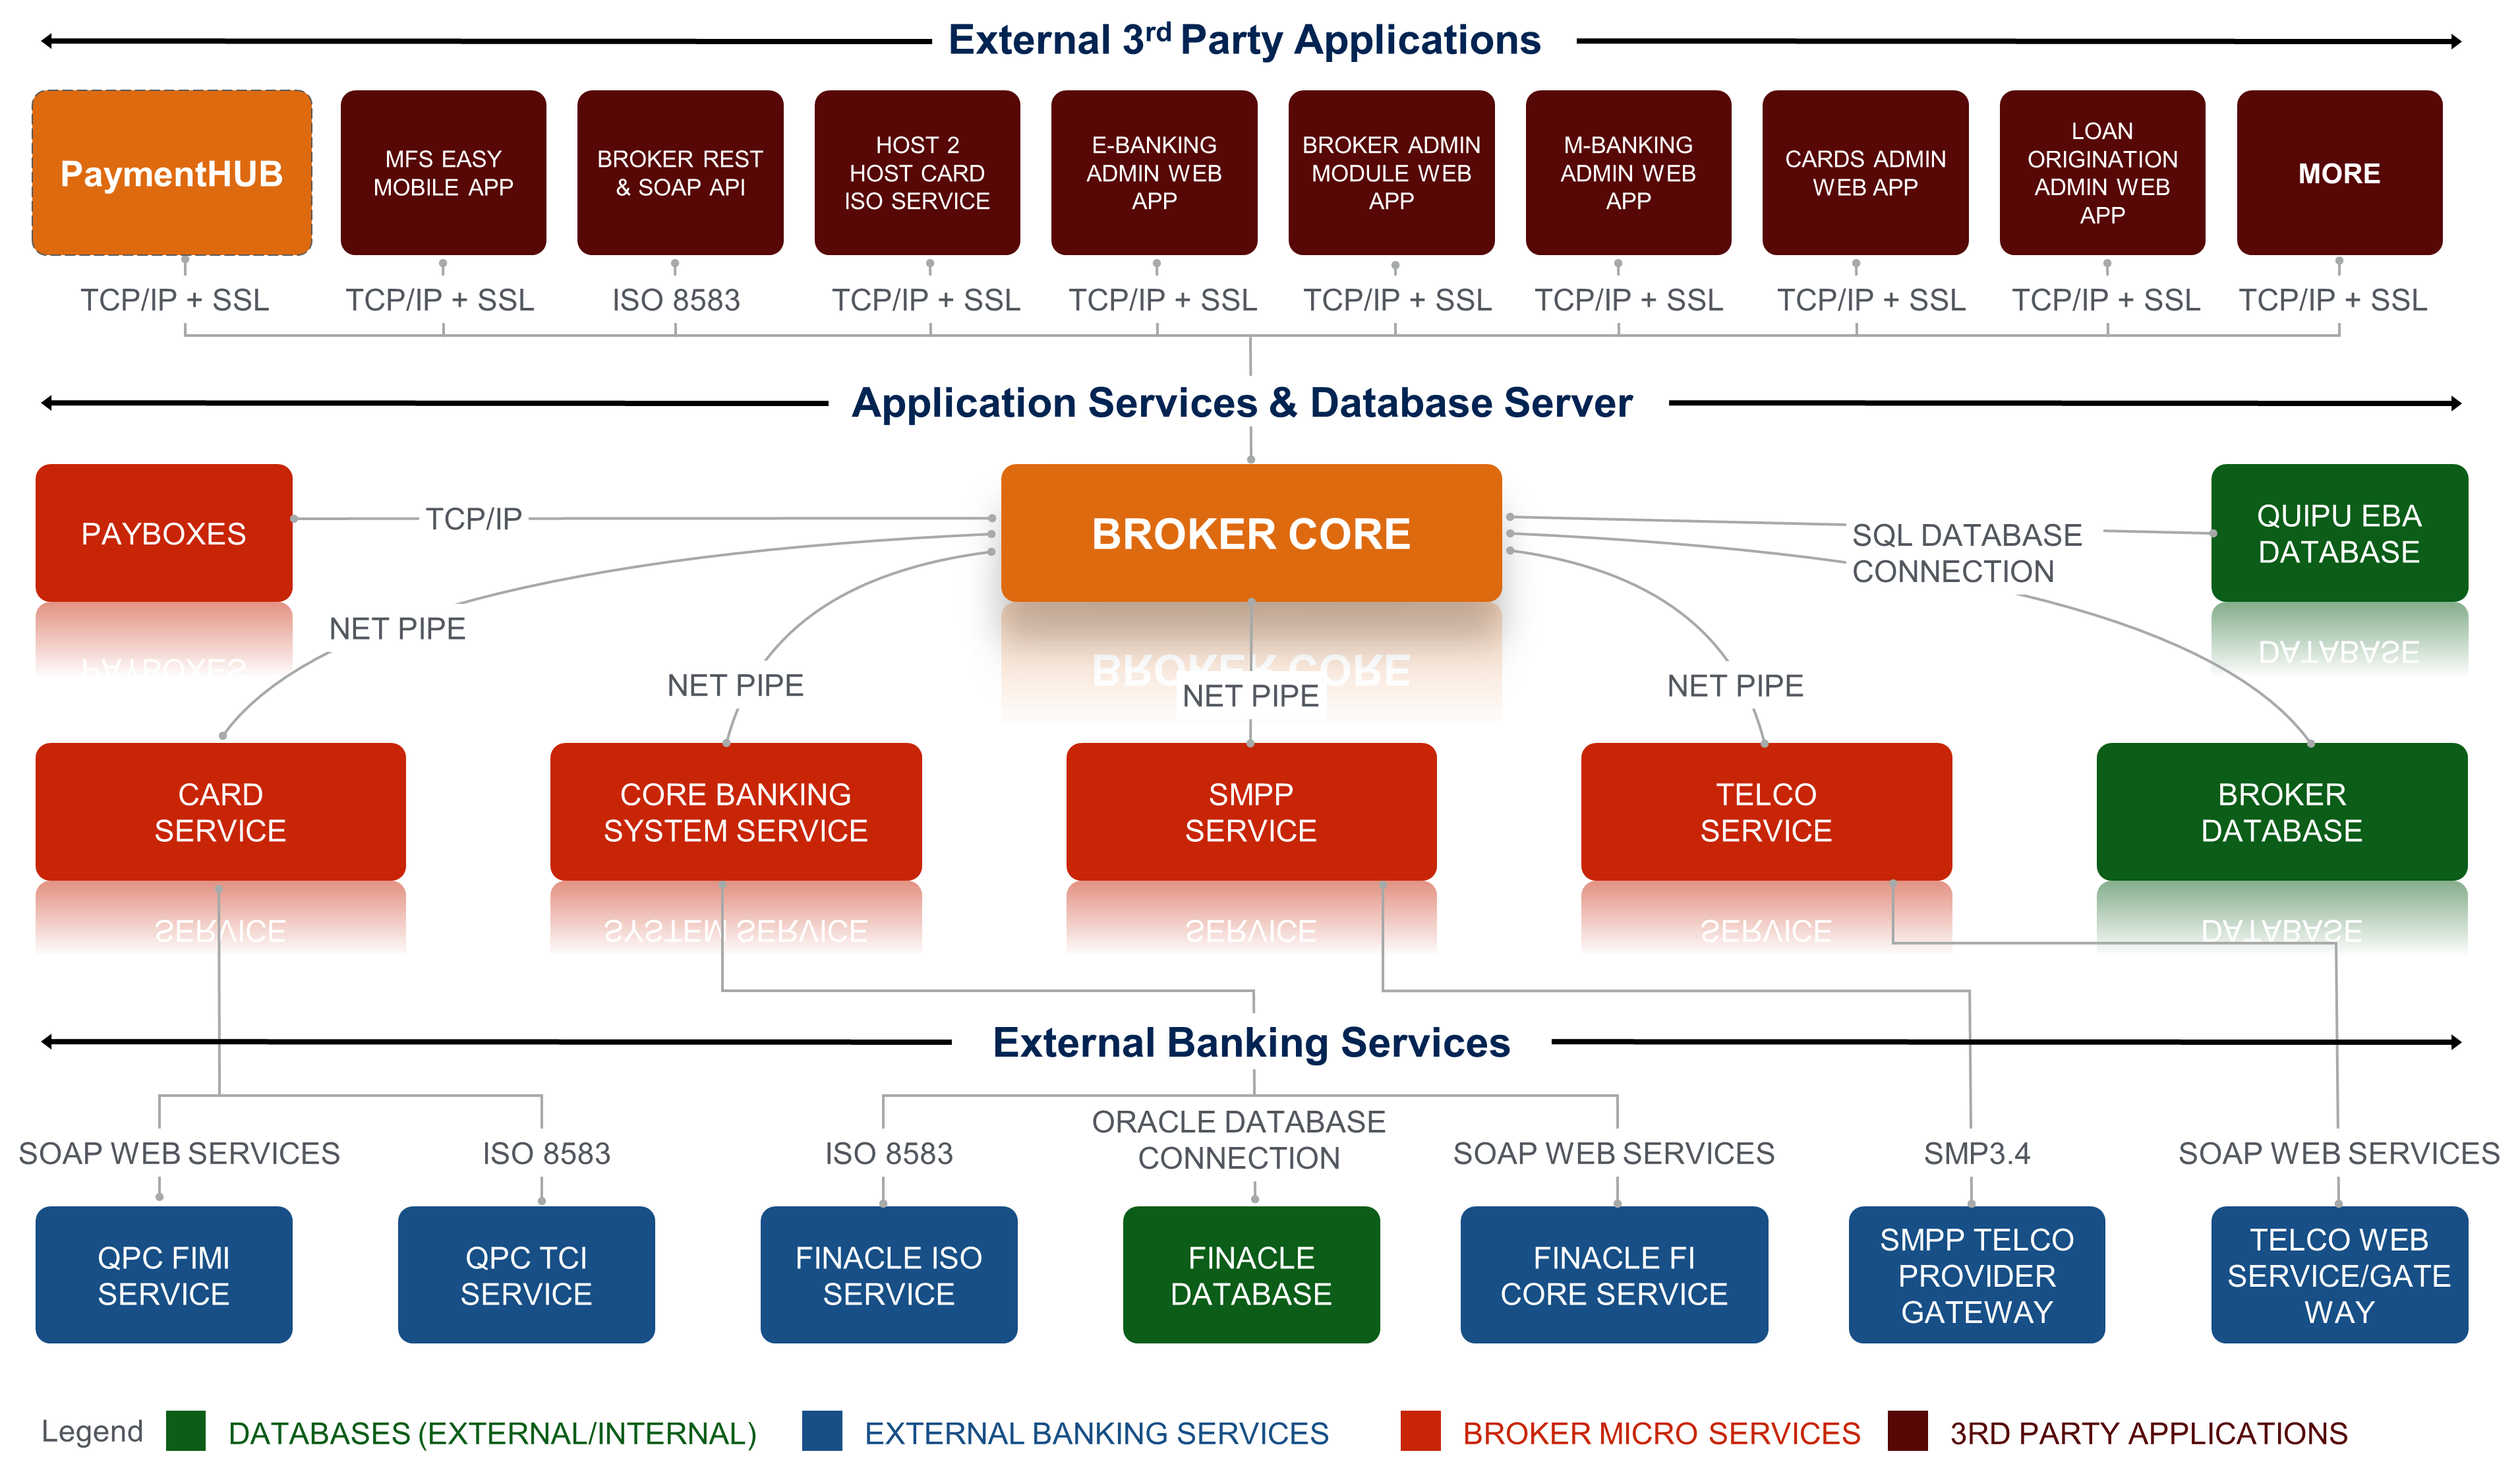 External 3rd Party Applications
PaymentHUB
MFS EASY
MOBILE APP
BROKER REST
& SOAP API
HOST 2
HOST CARD
ISO SERVICE
E-BANKING
ADMIN WEB
APP
BROKER ADMIN
MODULE WEB
APP
M-BANKING
ADMIN WEB
APP
CARDS ADMIN
WEB APP
LOAN
ORIGINATION
ADMIN WEB
APP
MORE
TCP/IP + SSL
TCP/IP + SSL
ISO 8583
TCP/IP + SSL
TCP/IP + SSL
TCP/IP + SSL
TCP/IP + SSL
TCP/IP + SSL
TCP/IP + SSL
TCP/IP + SSL
Application Services & Database Server
PAYBOXES
TCP/IP
BROKER CORE
SQL DATABASE
CONNECTION
QUIPU EBA
DATABASE
NET PIPE
NET PIPE
NET PIPE
NET PIPE
CARD
SERVICE
CORE BANKING
SYSTEM SERVICE
SMPP
SERVICE
TELCO
SERVICE
BROKER
DATABASE
External Banking Services
SOAP WEB SERVICES
ISO 8583
ISO 8583
ORACLE DATABASE
CONNECTION
SOAP WEB SERVICES
SMP3.4
SOAP WEB SERVICES
QPC FIMI
SERVICE
QPC TCI
SERVICE
FINACLE ISO
SERVICE
FINACLE
DATABASE
FINACLE FI
CORE SERVICE
SMPP TELCO
PROVIDER
GATEWAY
TELCO WEB
SERVICE/GATE
WAY
Legend
DATABASES (EXTERNAL/INTERNAL)
EXTERNAL BANKING SERVICES
BROKER MICRO SERVICES
3RD PARTY APPLICATIONS